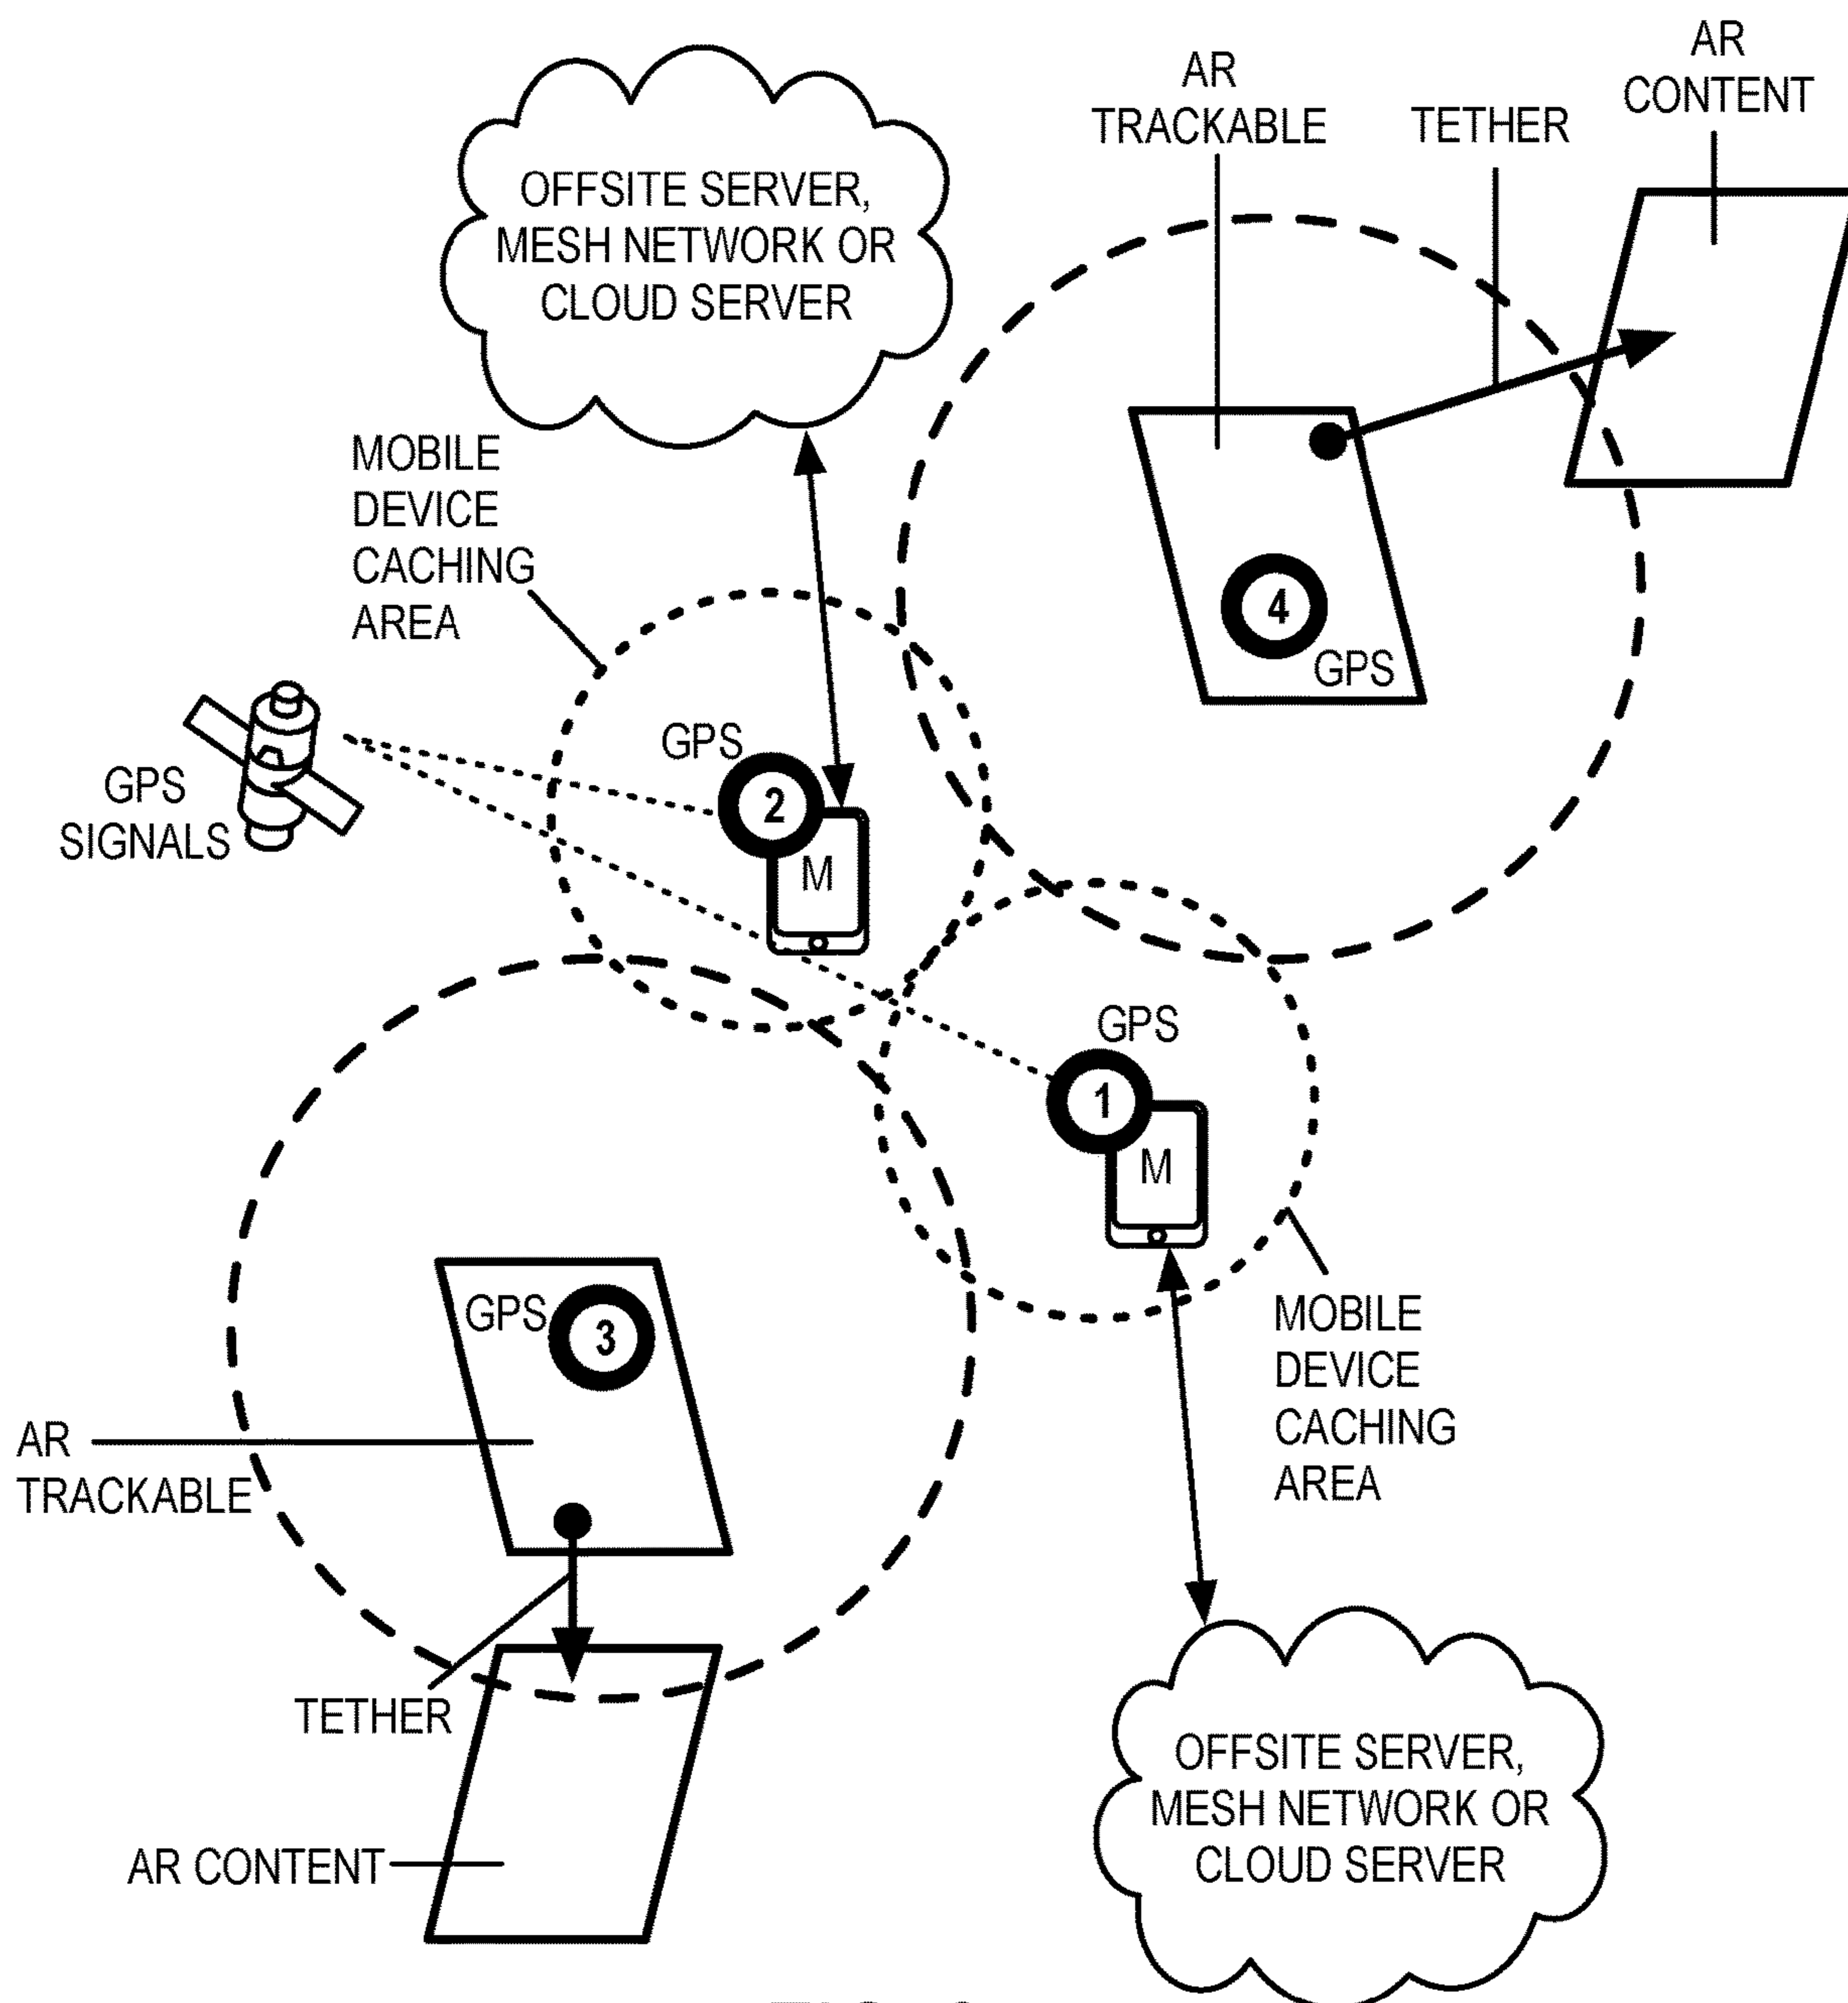 AR
CONTENT
AR
TRACKABLE
TETHER
OFFSITE SERVER,
MESH NETWORK OR
CLOUD SERVER
MOBILE
DEVICE
CACHING
AREA
4
GPS
GPS
2
M
GPS
SIGNALS
GPS
1
M
GPS
3
MOBILE
DEVICE
CACHING
AREA
AR
TRACKABLE
TETHER
AR CONTENT
OFFSITE SERVER,
MESH NETWORK OR
CLOUD SERVER